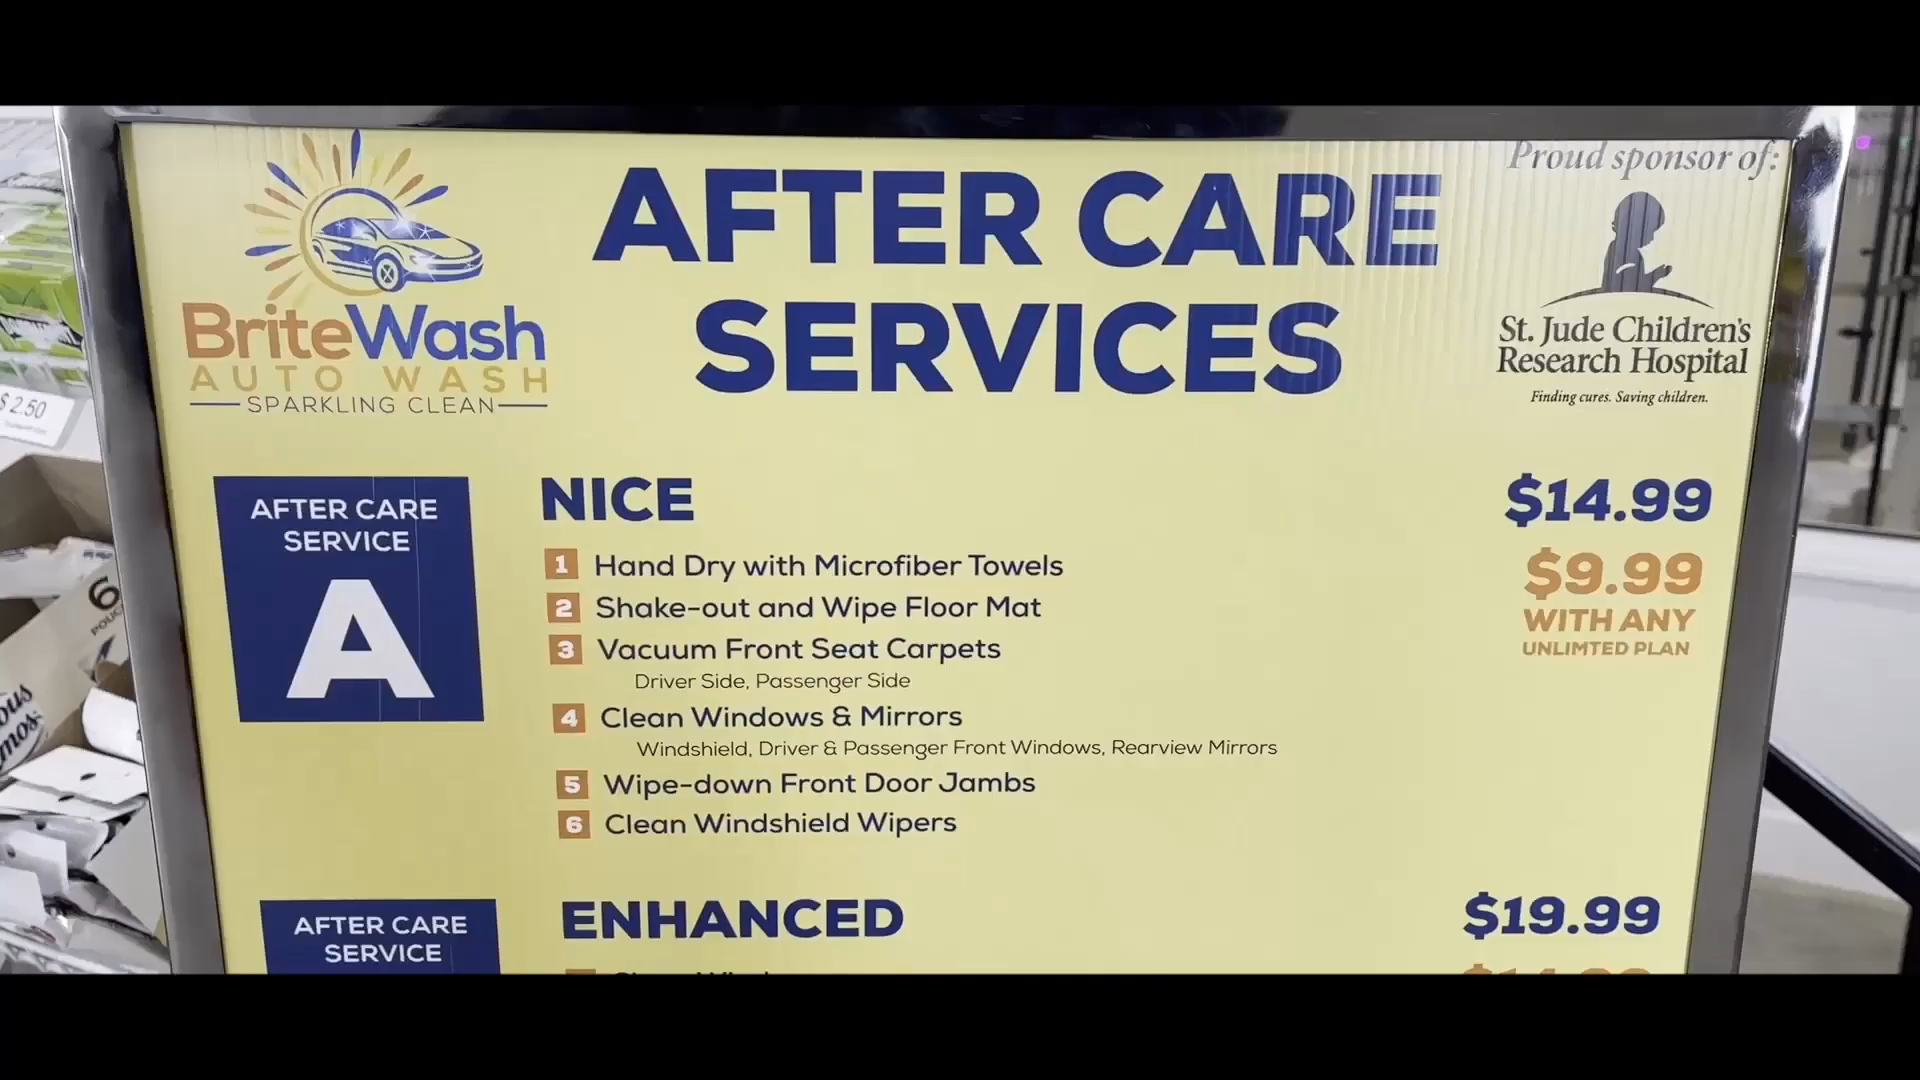 Proud sponsor of:
AFTER CARE
SERVICES
BriteWash
AUTO WASH
SPARKLING CLEAN
St. Jude Children's
Research Hospital
Finding cures. Saving children.
$2.50
AFTER CARE
SERVICE
A
NICE
$14.99
$9.99
WITH ANY
UNLIMTED PLAN
1 Hand Dry with Microfiber Towels
2 Shake-out and Wipe Floor Mat
3 Vacuum Front Seat Carpets
Driver Side, Passenger Side
4 Clean Windows & Mirrors
Windshield, Driver & Passenger Front Windows, Rearview Mirrors
5 Wipe-down Front Door Jambs
6 Clean Windshield Wipers
6
AFTER CARE
SERVICE
ENHANCED
$19.99